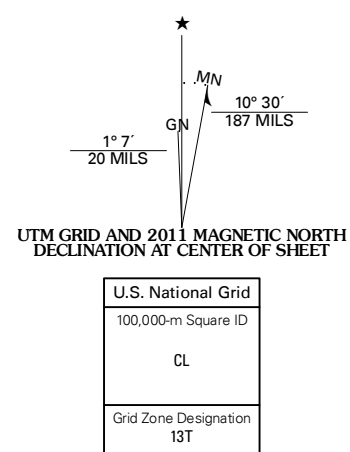 ★
MN
GN
10° 30´
187 MILS
1° 7´
20 MILS
UTM GRID AND 2011 MAGNETIC NORTH
DECLINATION AT CENTER OF SHEET
U.S. National Grid
100,000-m Square ID
CL
Grid Zone Designation
13T